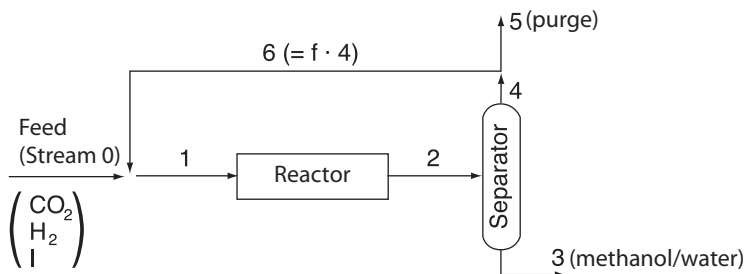 5 (purge)
6 (= f · 4)
4
Feed
(Stream 0)
1
2
Reactor
Separator
CO₂
H₂
I
3 (methanol/water)